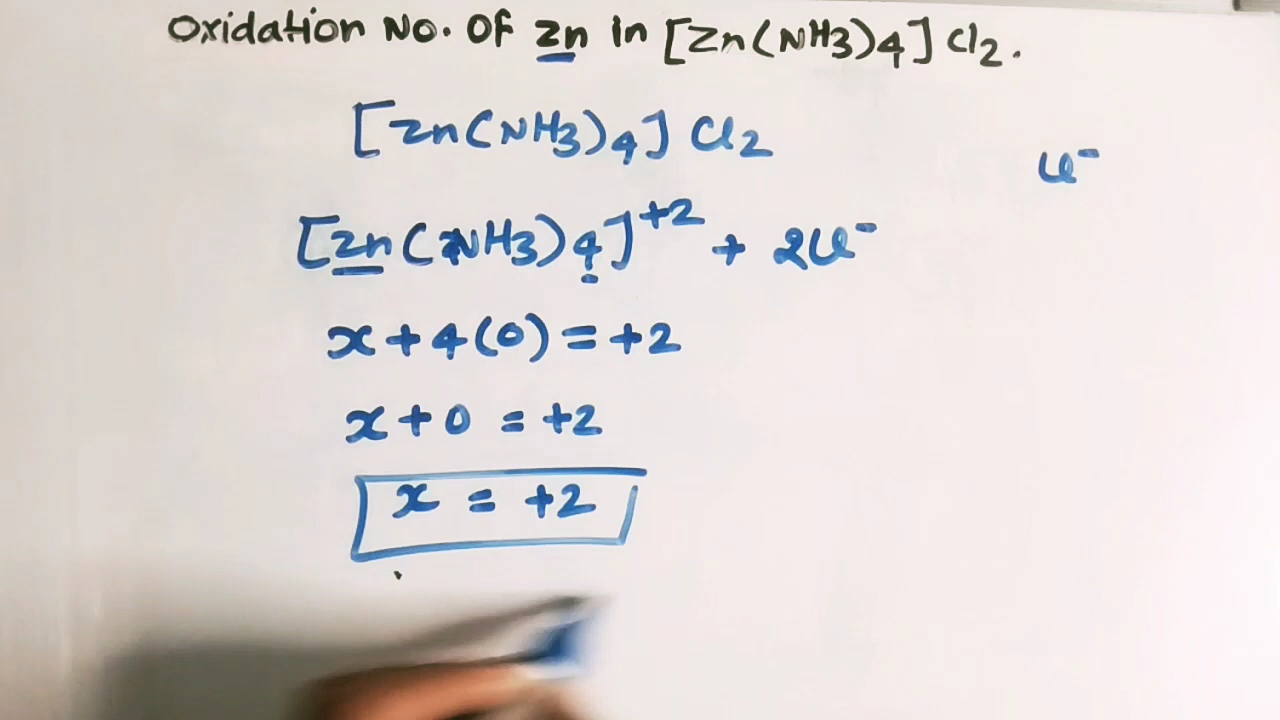 Oxidation No. Of Zn in [Zn(NH3)4]Cl2.
[Zn(NH3)4]Cl2
Cl-
[Zn(NH3)4]+2 + 2Cl-
x+4(0)=+2
x+0 = +2
x = +2